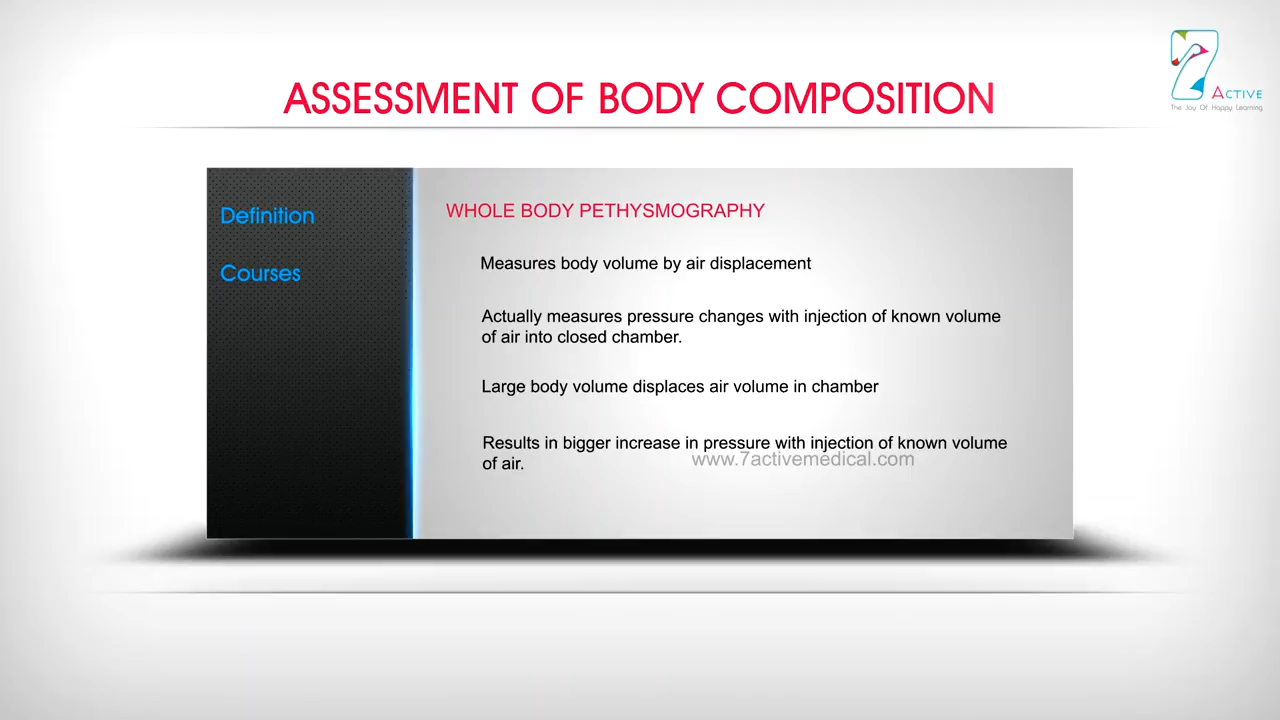 7 ACTIVE
The Joy Of Happy Learning
ASSESSMENT OF BODY COMPOSITION
Definition
Courses
WHOLE BODY PETHYSMOGRAPHY
Measures body volume by air displacement
Actually measures pressure changes with injection of known volume
of air into closed chamber.
Large body volume displaces air volume in chamber
Results in bigger increase in pressure with injection of known volume
of air.
www.7activemedical.com